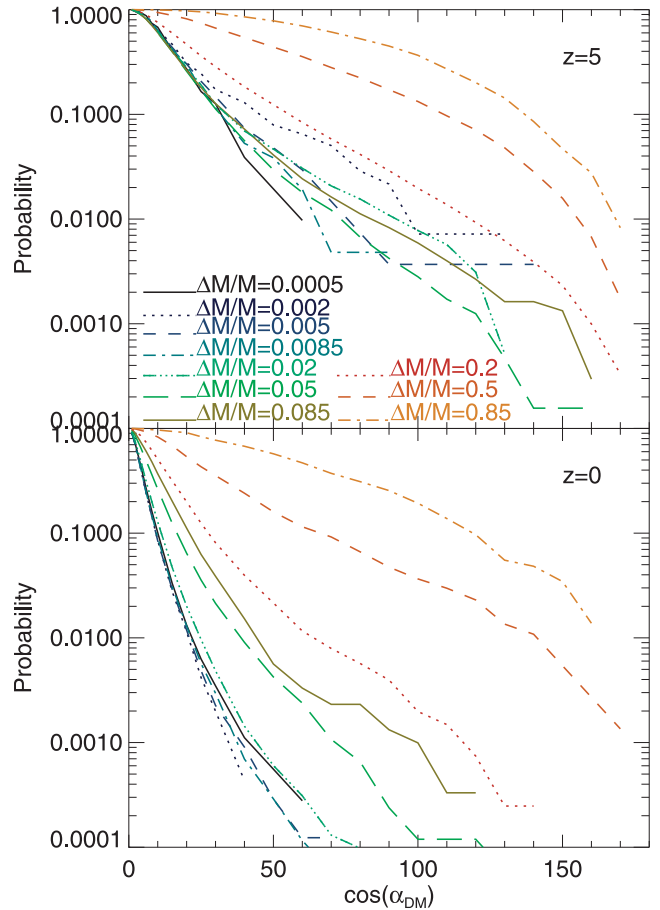 1.0000
z=5
0.1000
Probability
0.0100
ΔM/M=0.0005
ΔM/M=0.002
ΔM/M=0.005
0.0010
ΔM/M=0.0085
ΔM/M=0.02 ΔM/M=0.2
ΔM/M=0.05 ΔM/M=0.5
ΔM/M=0.085 ΔM/M=0.85
0.0001
1.0000
z=0
0.1000
Probability
0.0100
0.0010
0.0001
0 50 100 150
cos(α_DM)